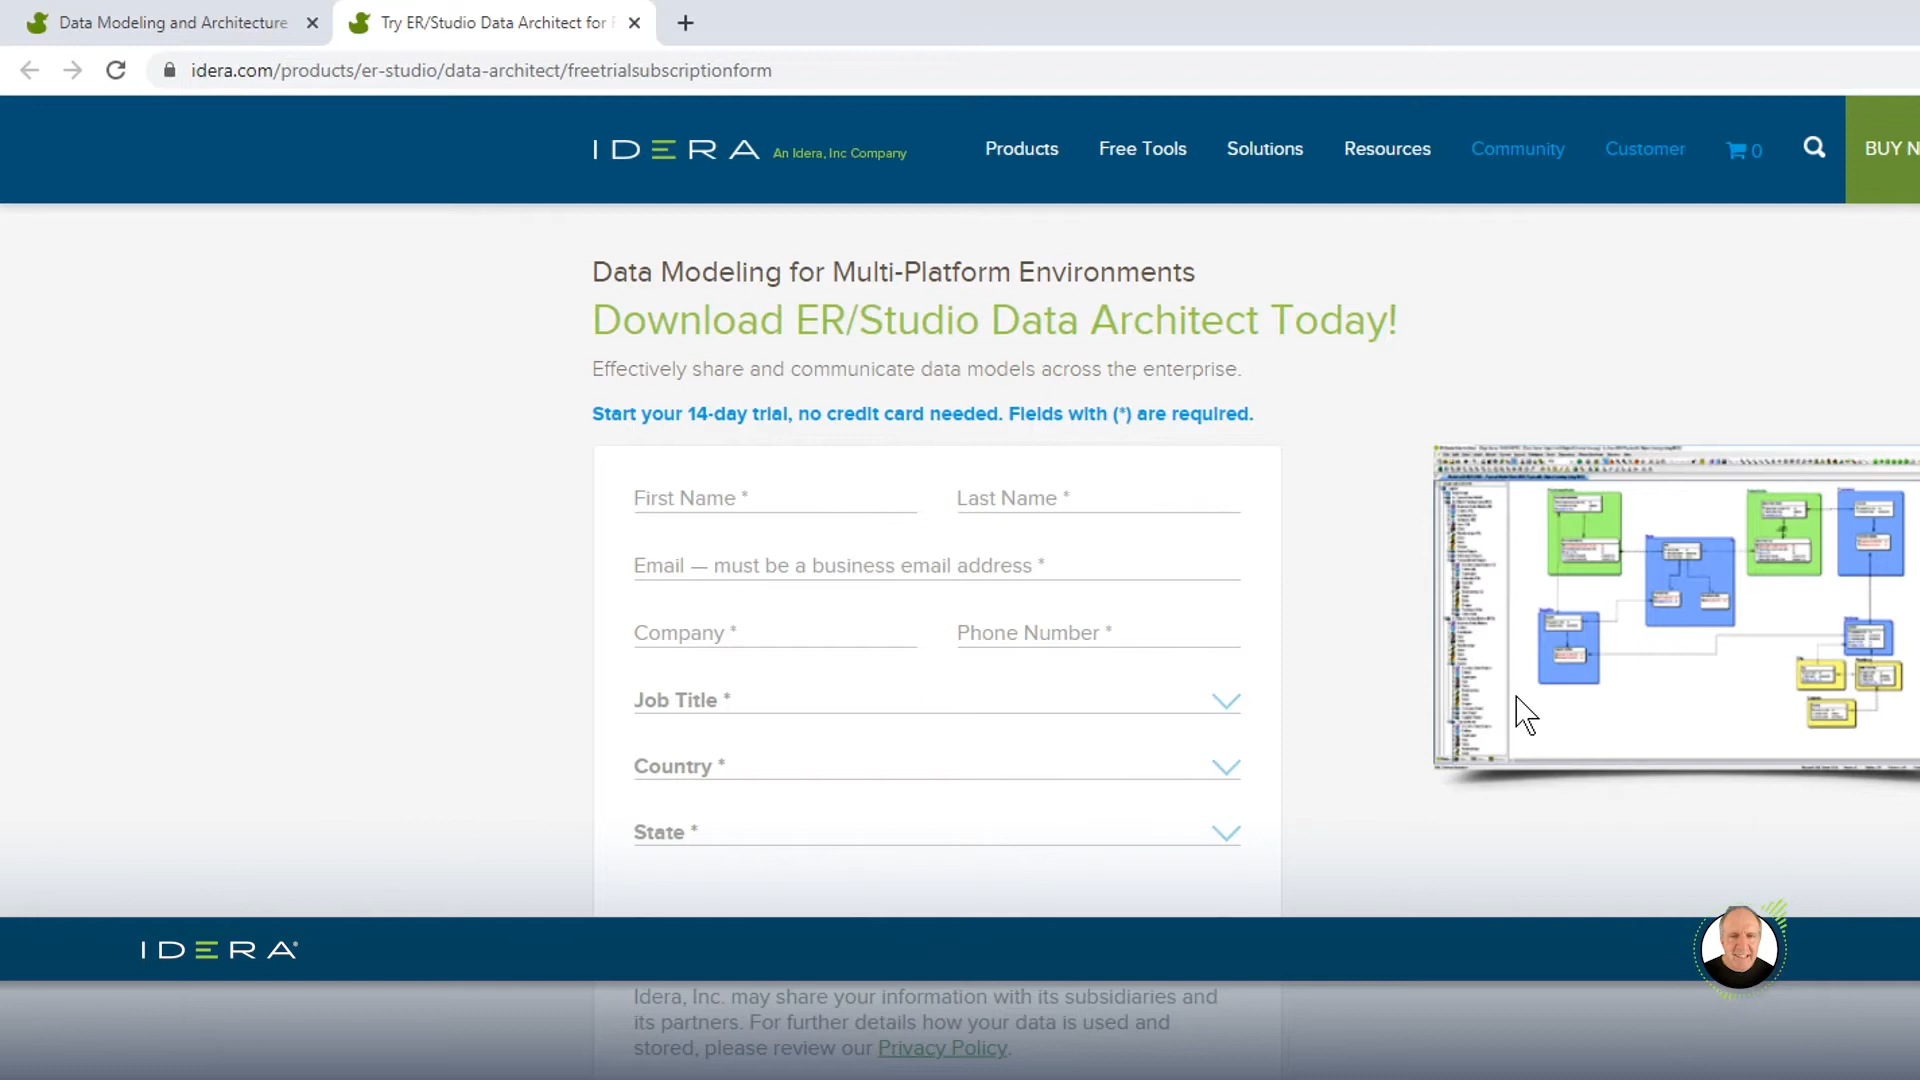 Data Modeling and Architecture
Try ER/Studio Data Architect for
idera.com/products/er-studio/data-architect/freetrialsubscriptionform
IDERA An Idera, Inc Company
Products
Free Tools
Solutions
Resources
Community
Customer
0
BUY N
Data Modeling for Multi-Platform Environments
Download ER/Studio Data Architect Today!
Effectively share and communicate data models across the enterprise.
Start your 14-day trial, no credit card needed. Fields with (*) are required.
First Name *
Last Name *
Email — must be a business email address *
Company *
Phone Number *
Job Title *
Country *
State *
IDERA®
Idera, Inc. may share your information with its subsidiaries and
its partners. For further details how your data is used and
stored, please review our Privacy Policy.